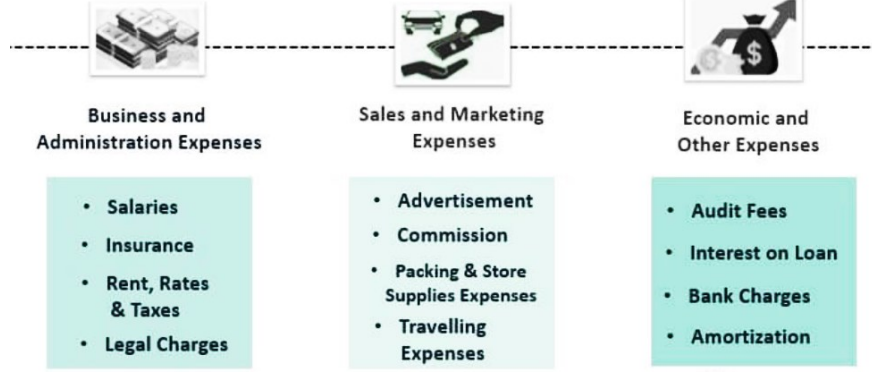 Business and
Administration Expenses
• Salaries
• Insurance
• Rent, Rates
& Taxes
• Legal Charges
Sales and Marketing
Expenses
• Advertisement
• Commission
• Packing & Store
Supplies Expenses
• Travelling
Expenses
$
Economic and
Other Expenses
• Audit Fees
• Interest on Loan
• Bank Charges
• Amortization